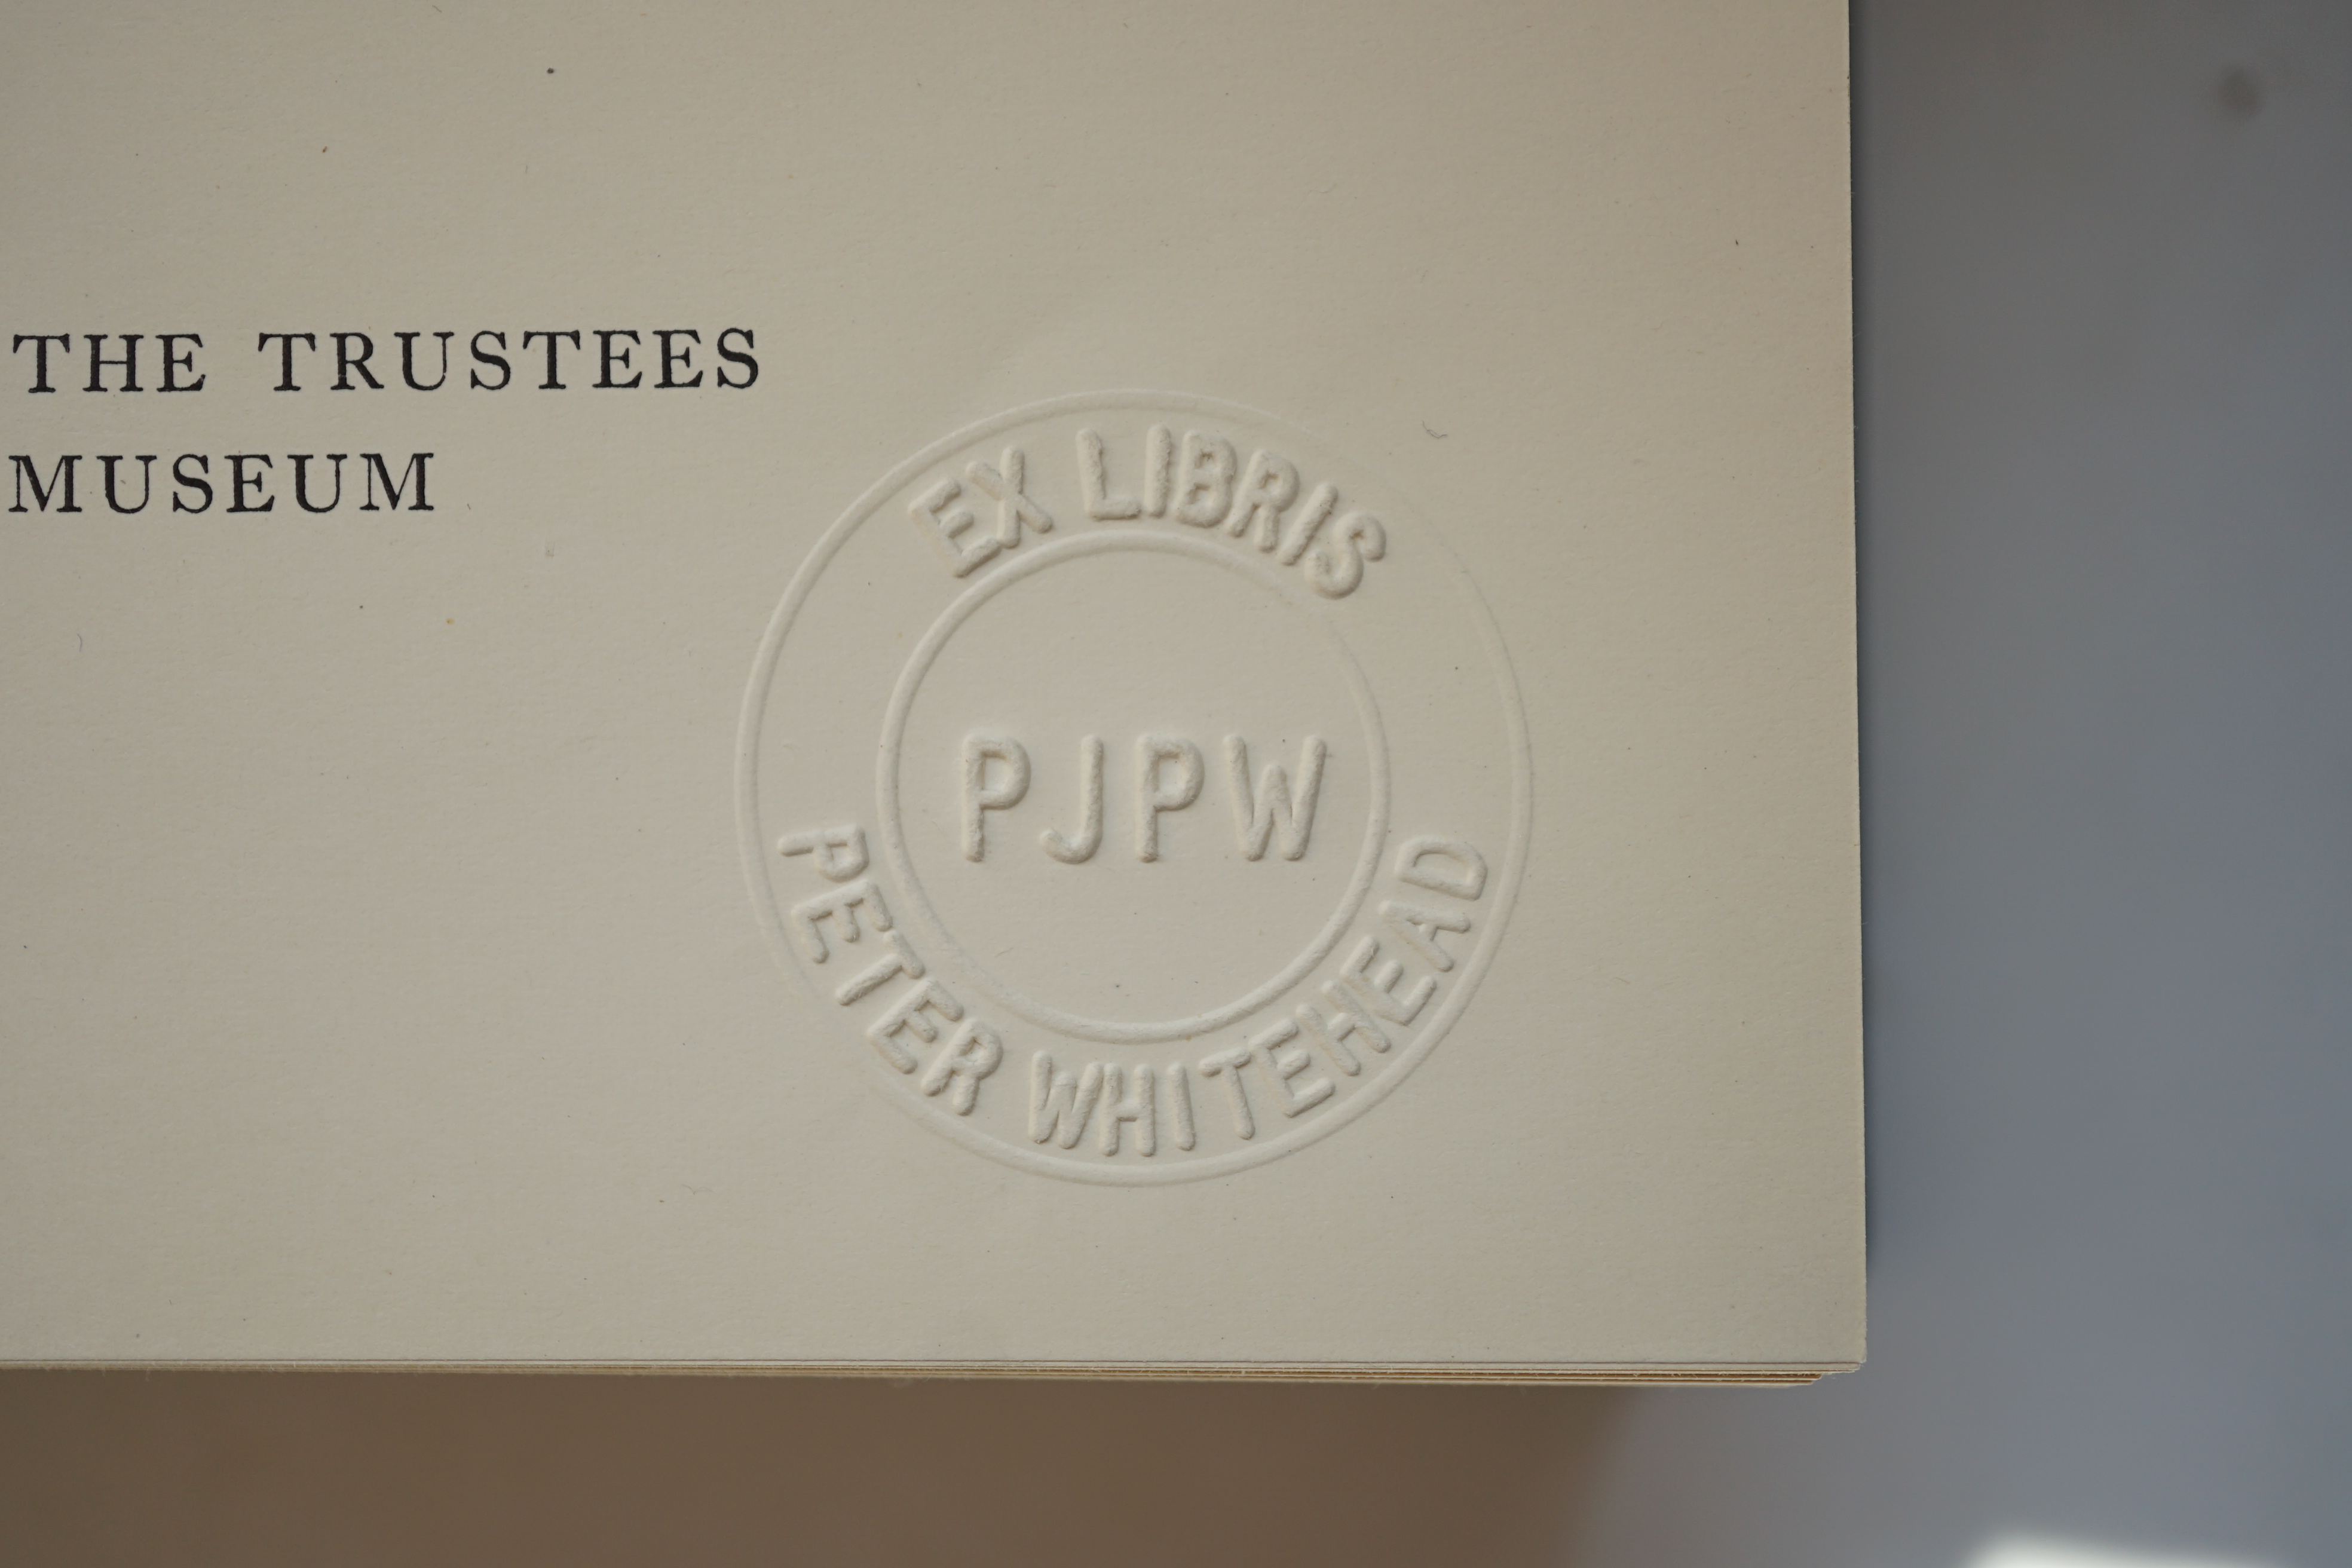 THE TRUSTEES
MUSEUM
EX LIBRIS
PJPW
PETER WHITEHEAD